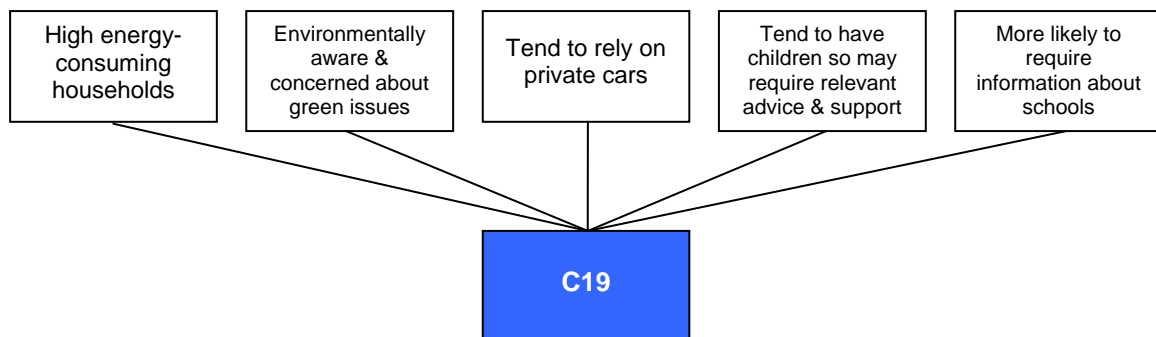 High energy-
consuming
households
Environmentally
aware &
concerned about
green issues
Tend to rely on
private cars
Tend to have
children so may
require relevant
advice & support
More likely to
require
information about
schools
C19